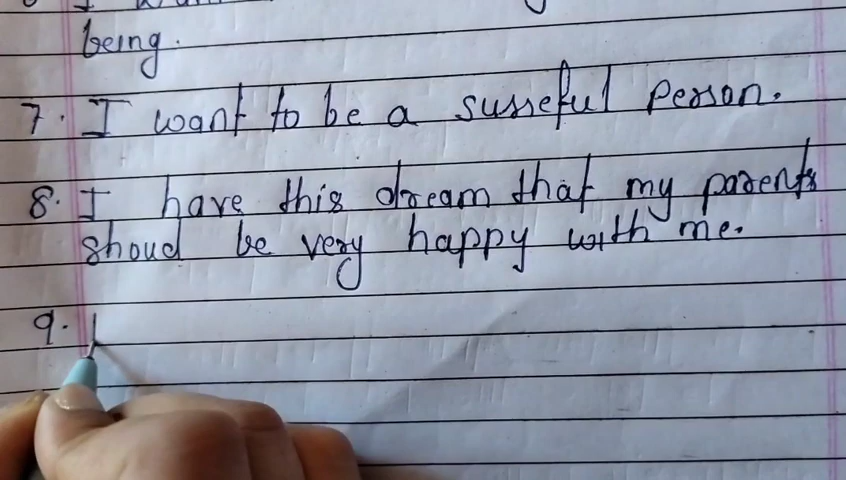 being.
7. I want to be a susseful person.
8. I have this dream that my parents
shoud be very happy with me.
9.